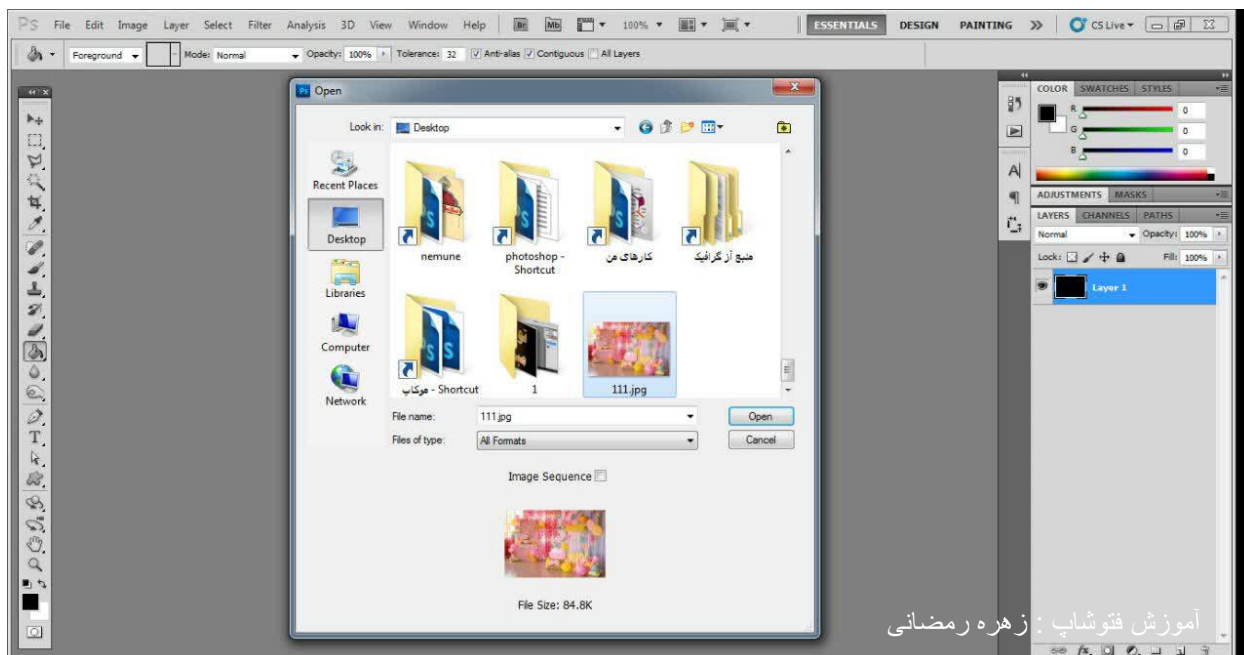 PS File Edit Image Layer Select Filter Analysis 3D View Window Help Br Mb 100% ESSENTIALS DESIGN PAINTING CS Live
Foreground Mode: Normal Opacity: 100% Tolerance: 32 Anti-alias Contiguous All Layers
Open
Look in: Desktop
Recent Places
Desktop
Libraries
Computer
Network
nemune
photoshop - Shortcut
کارهای من
منبع آز گرافیک
موکاپ - Shortcut
1
111.jpg
File name: 111.jpg Open
Files of type: All Formats Cancel
Image Sequence
File Size: 84.8K
COLOR SWATCHES STYLES
R 0
G 0
B 0
ADJUSTMENTS MASKS
LAYERS CHANNELS PATHS
Normal Opacity: 100%
Lock: Fill: 100%
Layer 1
آموزش فتوشاپ : زهره رمضانی